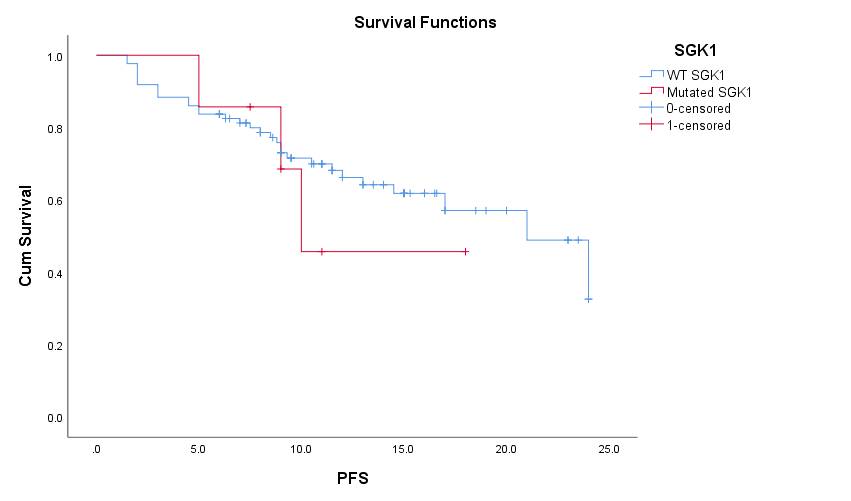 Survival Functions
SGK1
WT SGK1
Mutated SGK1
0-censored
1-censored
Cum Survival
1.0
0.8
0.6
0.4
0.2
0.0
.0
5.0
10.0
15.0
20.0
25.0
PFS